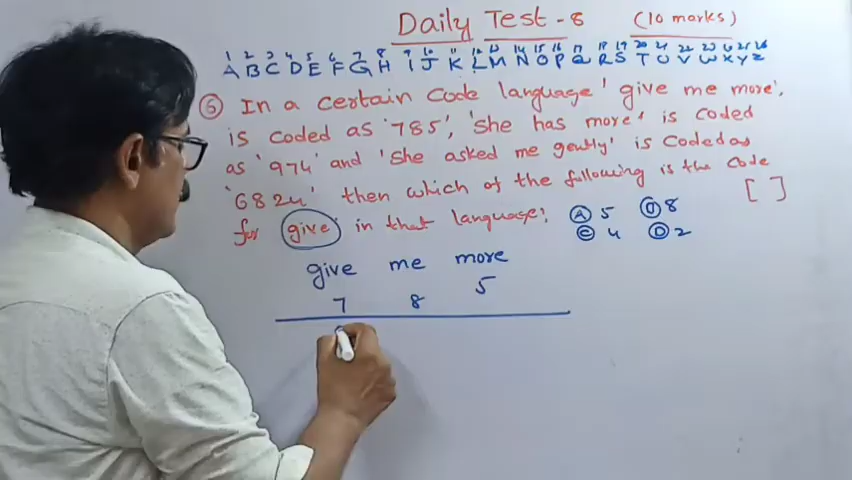 Daily Test - 8 (10 marks)
1 2 3 4 5 6 7 8 9 10 11 12 13 14 15 16 17 18 19 20 21 22 23 24 25 26
A B C D E F G H I J K L M N O P Q R S T U V W X Y Z
⑥ In a certain code language 'give me more',
is coded as '785', 'She has more' is coded
as '974' and 'She asked me gently' is coded as
'6824' then which of the following is the code
for give in that language; [ ]
Ⓐ 5 Ⓑ 8
Ⓒ 4 Ⓓ 2
give me more
7 8 5